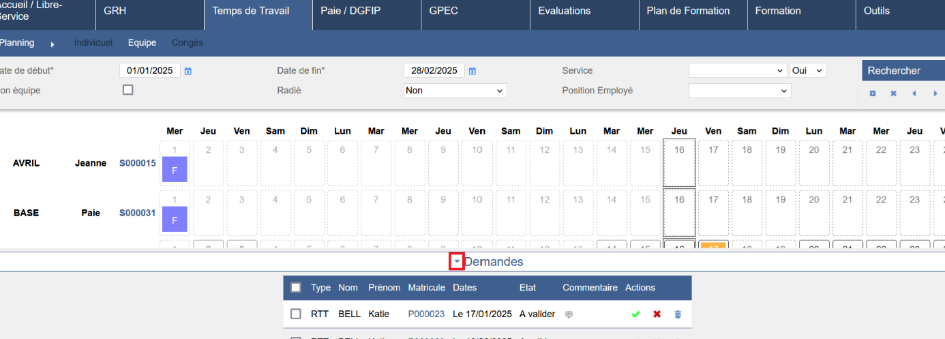 Accueil / Libre-Service GRH Temps de Travail Paie / DGFIP GPEC Evaluations Plan de Formation Formation Outils
Planning Individuel Equipe Congés
ate de début* 01/01/2025 Date de fin* 28/02/2025 Service Oui Rechercher
on équipe Radié Non Position Employé
Mer Jeu Ven Sam Dim Lun Mar Mer Jeu Ven Sam Dim Lun Mar Mer Jeu Ven Sam Dim Lun Mar Mer Jeu V
1 2 3 4 5 6 7 8 9 10 11 12 13 14 15 16 17 18 19 20 21 22 23
AVRIL Jeanne S000015 F
1 2 3 4 5 6 7 8 9 10 11 12 13 14 15 16 17 18 19 20 21 22 23
BASE Paie S000031 F
Demandes
Type Nom Prénom Matricule Dates Etat Commentaire Actions
RTT BELL Katie P000023 Le 17/01/2025 A valider